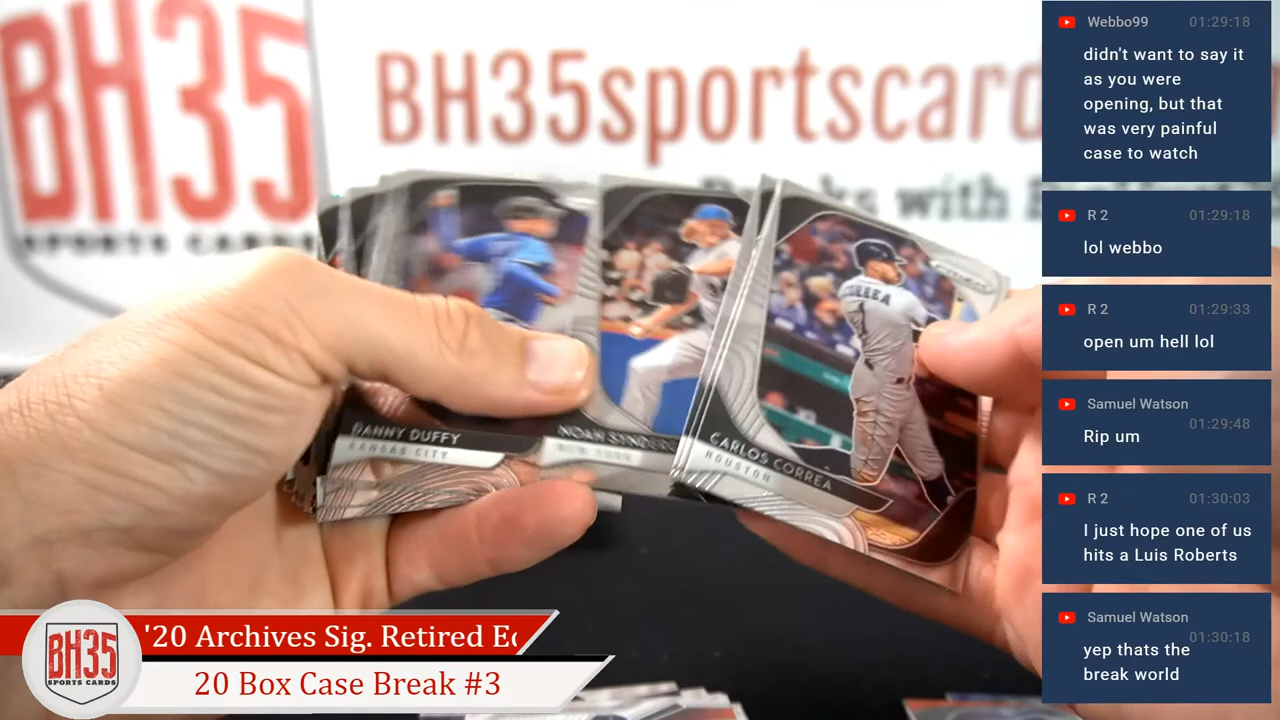 BH35
SPORTS CARDS
BH35sportscard
with
DANNY DUFFY
KANSAS CITY
NOAH
NEW YORK
CORREA
1
CARLOS CORREA
HOUSTON
'20 Archives Sig. Retired
20 Box Case Break #3
BH35
SPORTS CARDS
Webbo99 01:29:18
didn't want to say it
as you were
opening, but that
was very painful
case to watch
R 2 01:29:18
lol webbo
R 2 01:29:33
open um hell lol
Samuel Watson
01:29:48
Rip um
R 2 01:30:03
I just hope one of us
hits a Luis Roberts
Samuel Watson
01:30:18
yep thats the
break world